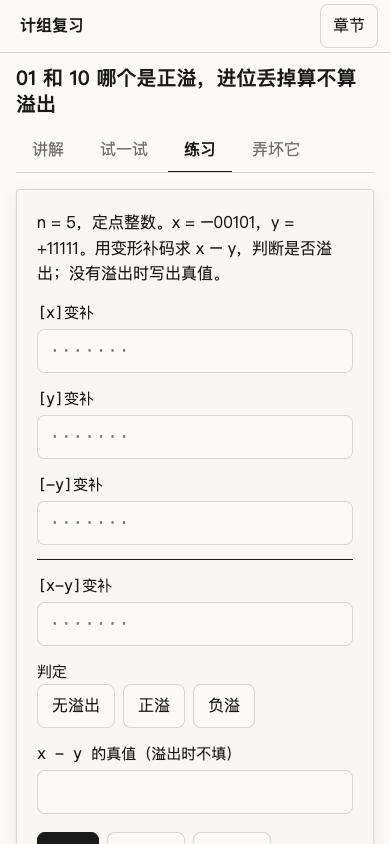 计组复习
章节
01 和 10 哪个是正溢，进位丢掉算不算
溢出
讲解 试一试 练习 弄坏它
n = 5，定点整数。x = −00101，y =
+11111。用变形补码求 x − y，判断是否溢
出；没有溢出时写出真值。
[x]变补
·······
[y]变补
·······
[−y]变补
·······
[x−y]变补
·······
判定
无溢出 正溢 负溢
x − y 的真值（溢出时不填）